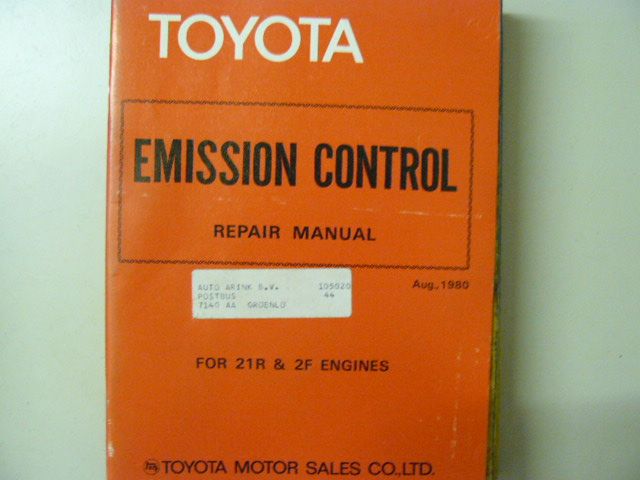 TOYOTA
EMISSION CONTROL
REPAIR MANUAL
AUTO ARINK B.V. 105020
POSTBUS 44
7140 AA GROENLO
Aug.,1980
FOR 21R & 2F ENGINES
TOYOTA MOTOR SALES CO.,LTD.